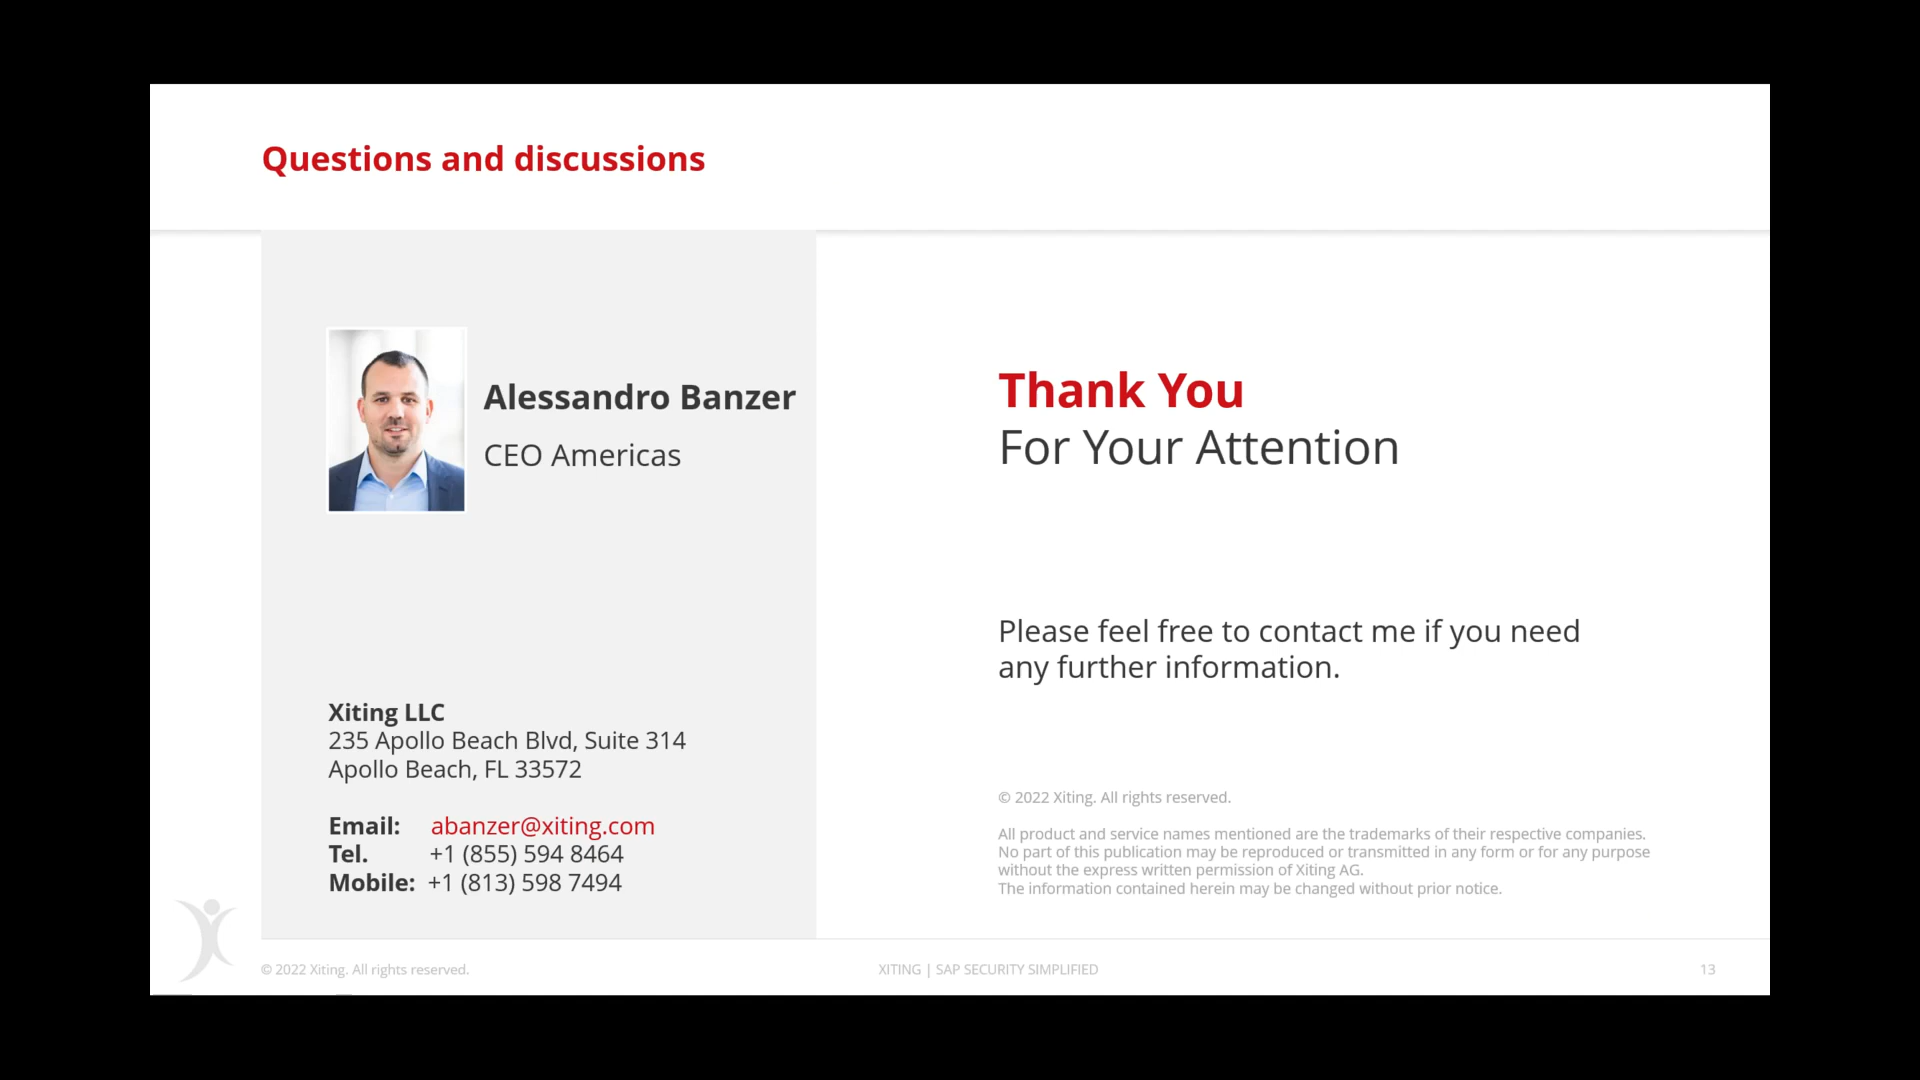 Questions and discussions
Alessandro Banzer
CEO Americas
Xiting LLC
235 Apollo Beach Blvd, Suite 314
Apollo Beach, FL 33572
Email: abanzer@xiting.com
Tel. +1 (855) 594 8464
Mobile: +1 (813) 598 7494
Thank You
For Your Attention
Please feel free to contact me if you need
any further information.
© 2022 Xiting. All rights reserved.
All product and service names mentioned are the trademarks of their respective companies.
No part of this publication may be reproduced or transmitted in any form or for any purpose
without the express written permission of Xiting AG.
The information contained herein may be changed without prior notice.
© 2022 Xiting. All rights reserved.
XITING | SAP SECURITY SIMPLIFIED
13